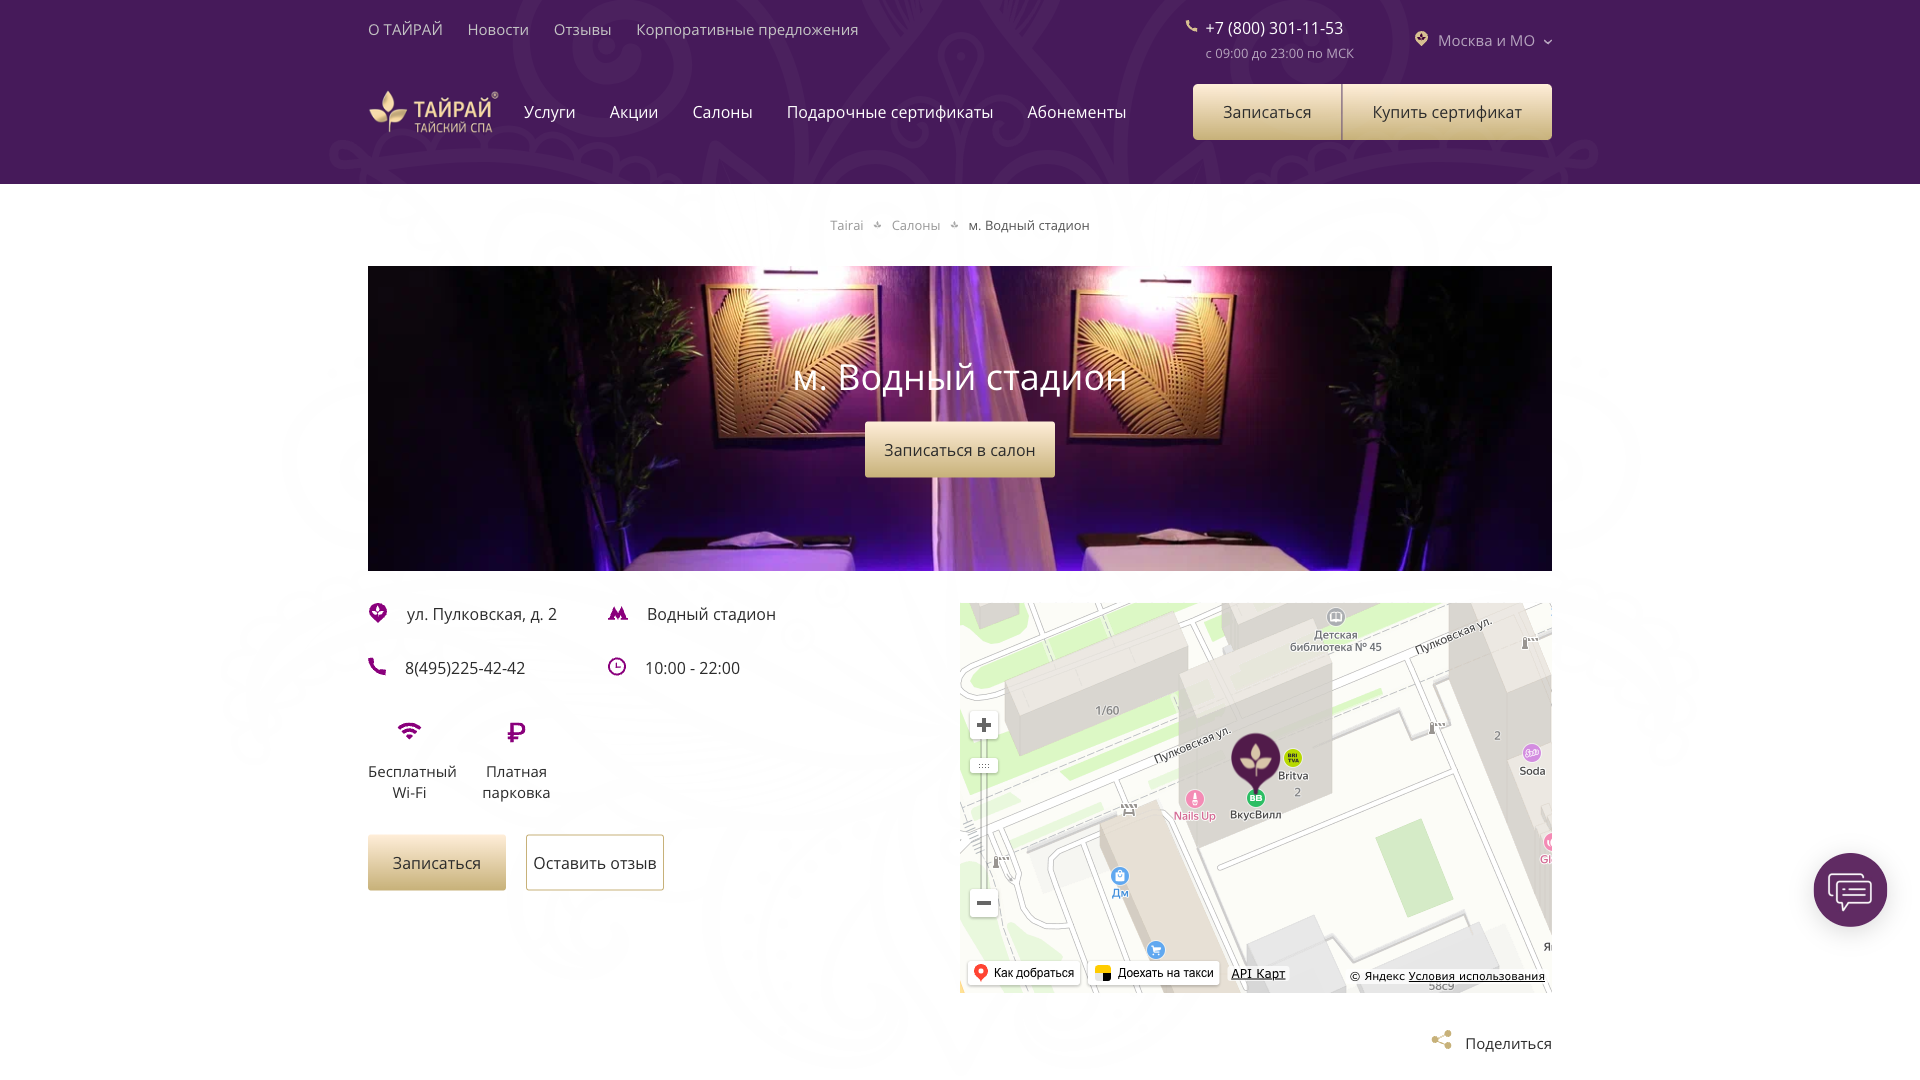 О ТАЙРАЙ
Новости
Отзывы
Корпоративные предложения
+7 (800) 301-11-53
с 09:00 до 23:00 по МСК
Москва и МО
ТАЙРАЙ®
ТАЙСКИЙ СПА
Услуги
Акции
Салоны
Подарочные сертификаты
Абонементы
Записаться
Купить сертификат
Tairai
Салоны
м. Водный стадион
м. Водный стадион
Записаться в салон
ул. Пулковская, д. 2
Водный стадион
8(495)225-42-42
10:00 - 22:00
Бесплатный
Wi-Fi
Платная
парковка
Записаться
Оставить отзыв
Детская
библиотека № 45
Пулковская ул.
1/60
Пулковская ул.
2
Soda
BRI
TVA
Britva
2
BB
ВкусВилл
Nails Up
Дм
Как добраться
Доехать на такси
API Карт
© Яндекс Условия использования
58с9
Поделиться